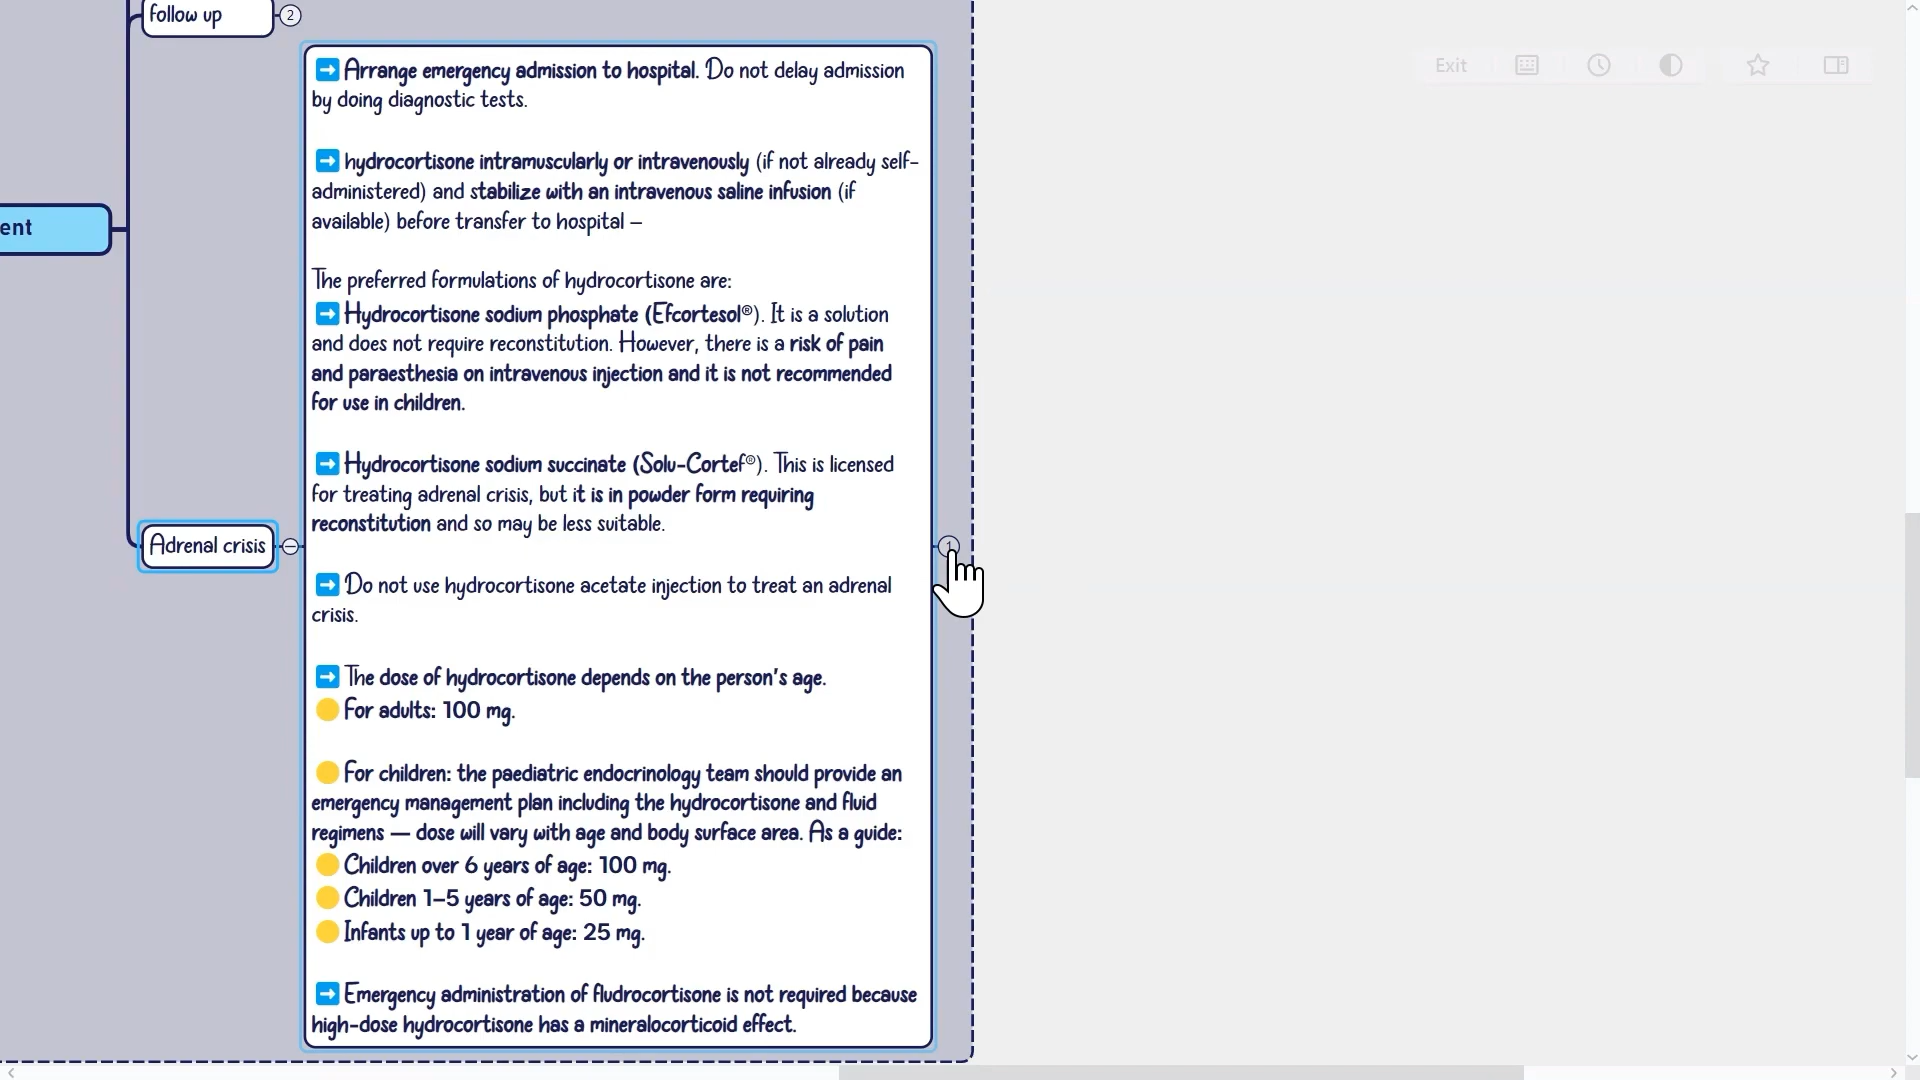 follow up
2
Exit
➡ Arrange emergency admission to hospital. Do not delay admission
by doing diagnostic tests.
➡ hydrocortisone intramuscularly or intravenously (if not already self-
administered) and stabilize with an intravenous saline infusion (if
available) before transfer to hospital –
ent
The preferred formulations of hydrocortisone are:
➡ Hydrocortisone sodium phosphate (Efcortesol®). It is a solution
and does not require reconstitution. However, there is a risk of pain
and paraesthesia on intravenous injection and it is not recommended
for use in children.
➡ Hydrocortisone sodium succinate (Solu-Cortef®). This is licensed
for treating adrenal crisis, but it is in powder form requiring
reconstitution and so may be less suitable.
Adrenal crisis
1
➡ Do not use hydrocortisone acetate injection to treat an adrenal
crisis.
➡ The dose of hydrocortisone depends on the person's age.
🟡 For adults: 100 mg.
🟡 For children: the paediatric endocrinology team should provide an
emergency management plan including the hydrocortisone and fluid
regimens — dose will vary with age and body surface area. As a guide:
🟡 Children over 6 years of age: 100 mg.
🟡 Children 1–5 years of age: 50 mg.
🟡 Infants up to 1 year of age: 25 mg.
➡ Emergency administration of fludrocortisone is not required because
high-dose hydrocortisone has a mineralocorticoid effect.